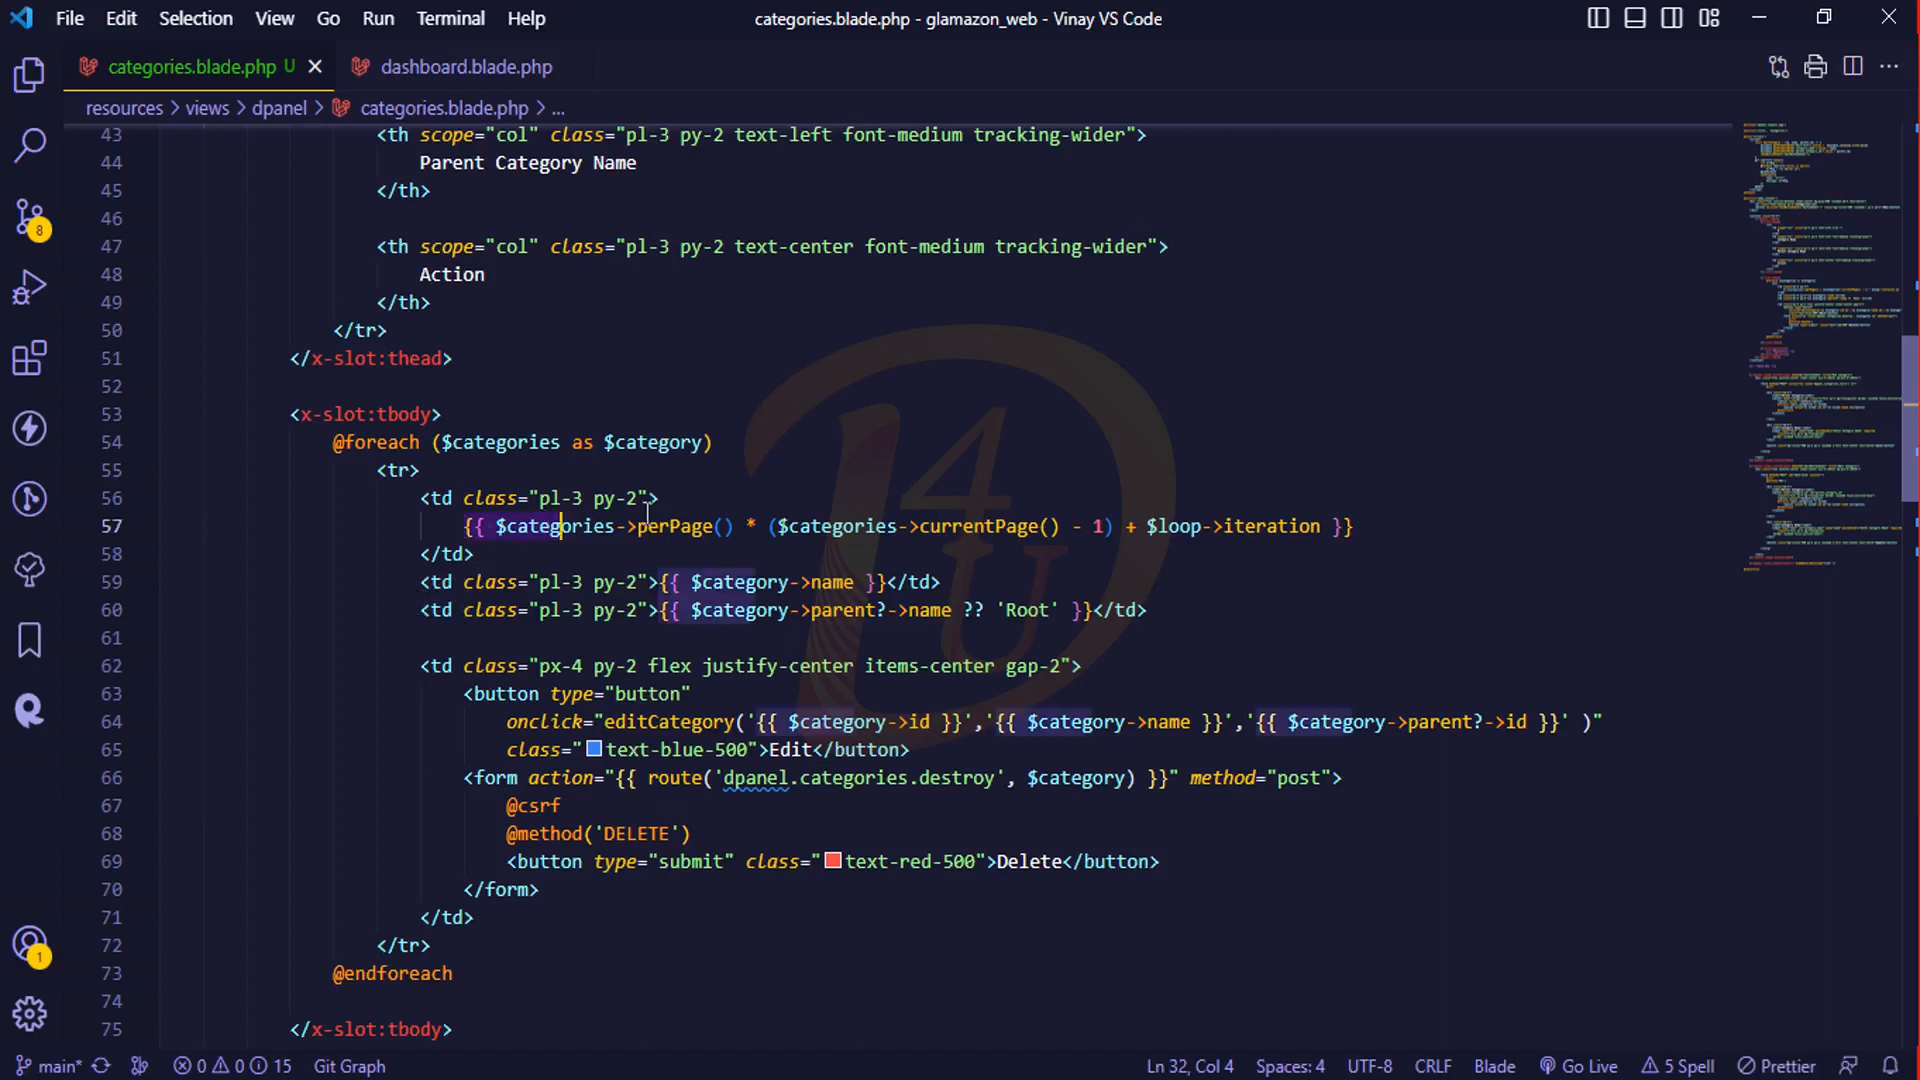 File Edit Selection View Go Run Terminal Help
categories.blade.php - glamazon_web - Vinay VS Code
categories.blade.php U
dashboard.blade.php
resources > views > dpanel > categories.blade.php > ...
43 <th scope="col" class="pl-3 py-2 text-left font-medium tracking-wider">
44 Parent Category Name
45 </th>
46
47 <th scope="col" class="pl-3 py-2 text-center font-medium tracking-wider">
48 Action
49 </th>
50 </tr>
51 </x-slot:thead>
52
53 <x-slot:tbody>
54 @foreach ($categories as $category)
55 <tr>
56 <td class="pl-3 py-2">
57 {{ $categories->perPage() * ($categories->currentPage() - 1) + $loop->iteration }}
58 </td>
59 <td class="pl-3 py-2">{{ $category->name }}</td>
60 <td class="pl-3 py-2">{{ $category->parent?->name ?? 'Root' }}</td>
61
62 <td class="px-4 py-2 flex justify-center items-center gap-2">
63 <button type="button"
64 onclick="editCategory('{{ $category->id }}','{{ $category->name }}','{{ $category->parent?->id }}' )"
65 class="text-blue-500">Edit</button>
66 <form action="{{ route('dpanel.categories.destroy', $category) }}" method="post">
67 @csrf
68 @method('DELETE')
69 <button type="submit" class="text-red-500">Delete</button>
70 </form>
71 </td>
72 </tr>
73 @endforeach
74
75 </x-slot:tbody>
8
1
D4U
main* 0 0 15 Git Graph Ln 32, Col 4 Spaces: 4 UTF-8 CRLF Blade Go Live 5 Spell Prettier